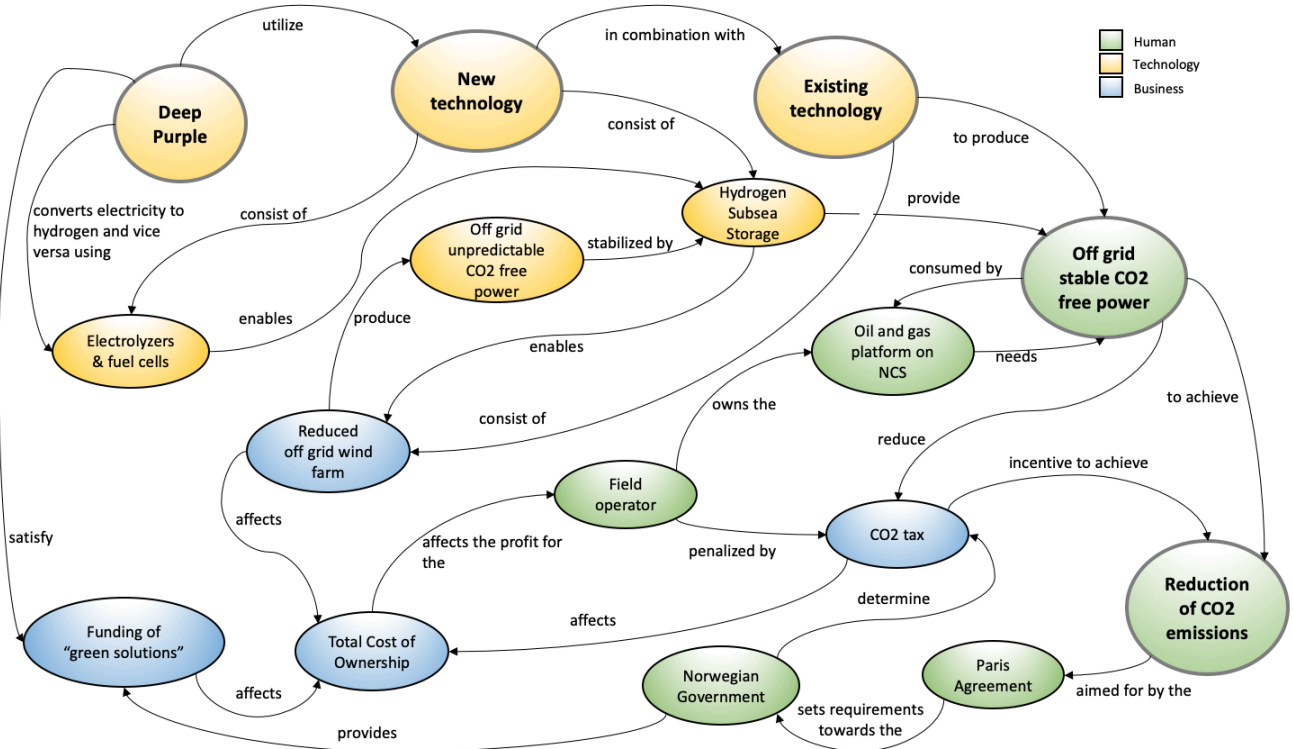 utilize
in combination with
Human
Technology
Business
Deep
Purple
New
technology
Existing
technology
consist of
to produce
converts electricity to
hydrogen and vice
versa using
consist of
Hydrogen
Subsea
Storage
provide
Off grid
unpredictable
CO2 free
power
stabilized by
Off grid
stable CO2
free power
consumed by
Electrolyzers
& fuel cells
enables
produce
enables
Oil and gas
platform on
NCS
needs
to achieve
owns the
consist of
Reduced
off grid wind
farm
reduce
incentive to achieve
Field
operator
CO2 tax
affects
satisfy
affects the profit for
the
penalized by
determine
Reduction
of CO2
emissions
Funding of
“green solutions”
Total Cost of
Ownership
affects
Norwegian
Government
Paris
Agreement
aimed for by the
affects
sets requirements
towards the
provides